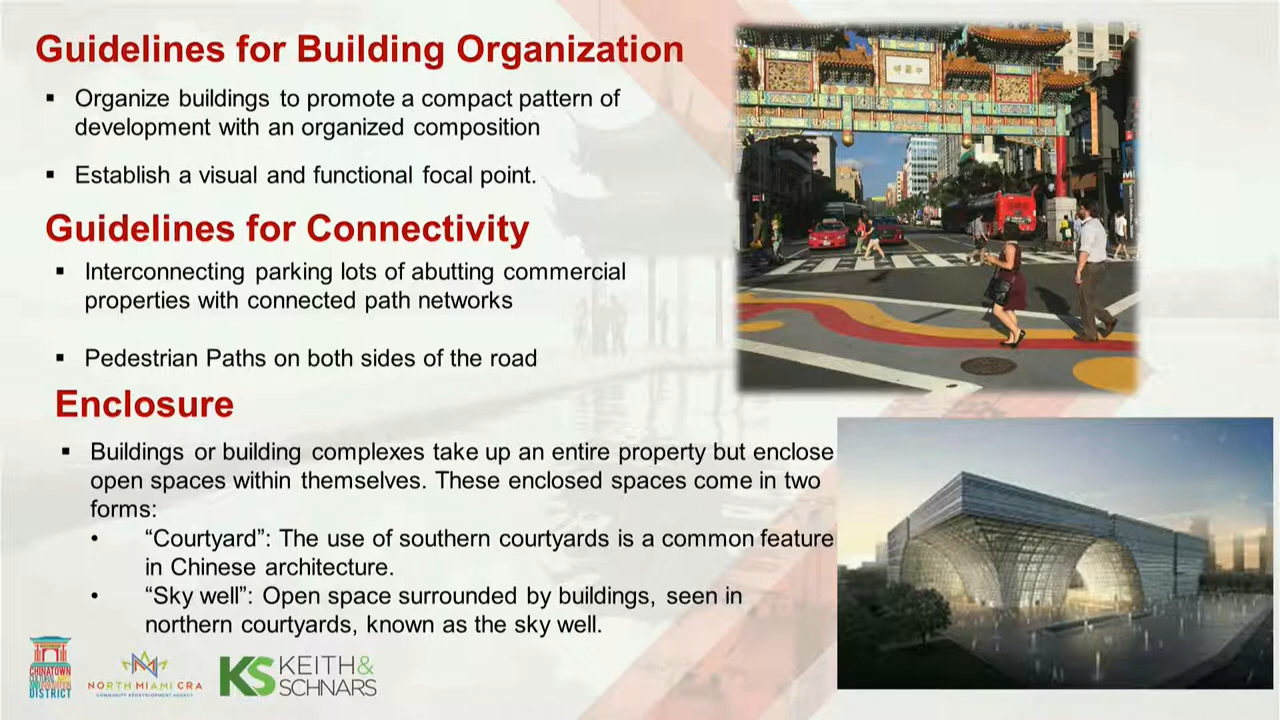 Guidelines for Building Organization
▪ Organize buildings to promote a compact pattern of
development with an organized composition
▪ Establish a visual and functional focal point.
Guidelines for Connectivity
▪ Interconnecting parking lots of abutting commercial
properties with connected path networks
▪ Pedestrian Paths on both sides of the road
Enclosure
▪ Buildings or building complexes take up an entire property but enclose
open spaces within themselves. These enclosed spaces come in two
forms:
• “Courtyard”: The use of southern courtyards is a common feature
in Chinese architecture.
• “Sky well”: Open space surrounded by buildings, seen in
northern courtyards, known as the sky well.
CHINATOWN
DISTRICT
NORTH MIAMI CRA
COMMUNITY REDEVELOPMENT AGENCY
KS KEITH&
SCHNARS